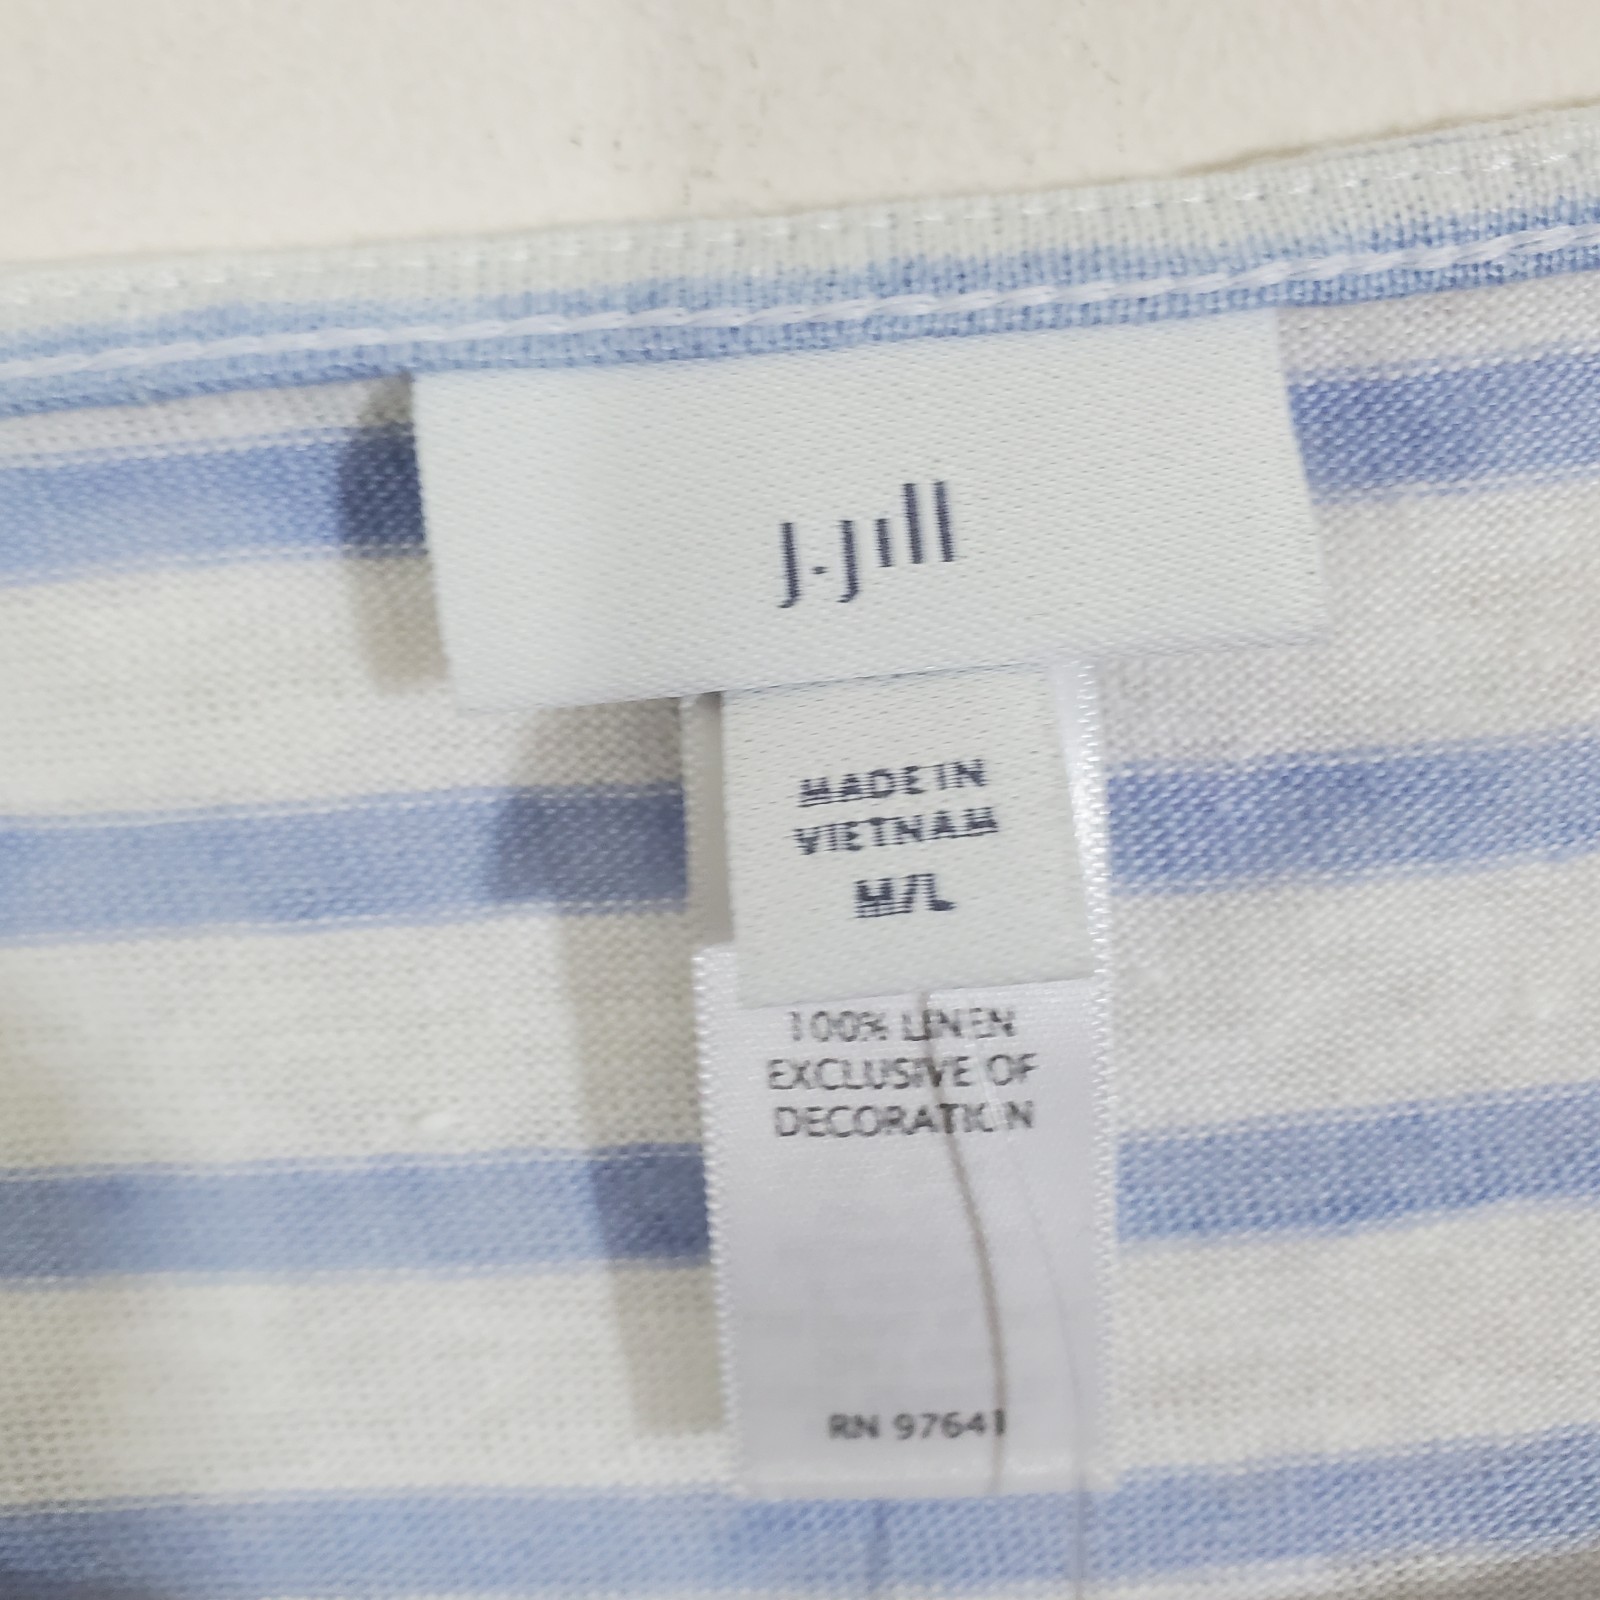 J.Jill
MADE IN
VIETNAM
M/L
100% LINEN
EXCLUSIVE OF
DECORATION
RN 97641